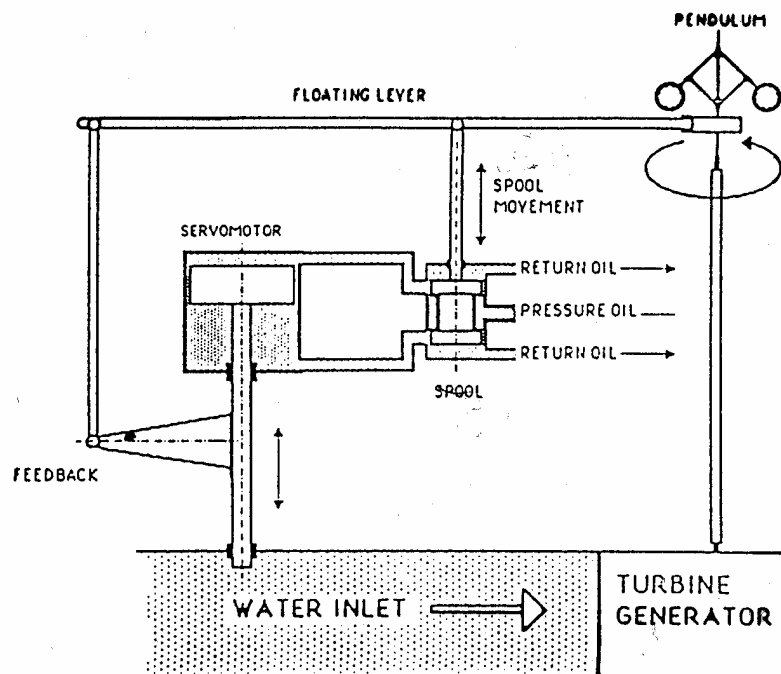 PENDULUM
FLOATING LEVER
SPOOL
MOVEMENT
SERVOMOTOR
RETURN OIL
PRESSURE OIL
RETURN OIL
SPOOL
FEEDBACK
WATER INLET
TURBINE
GENERATOR